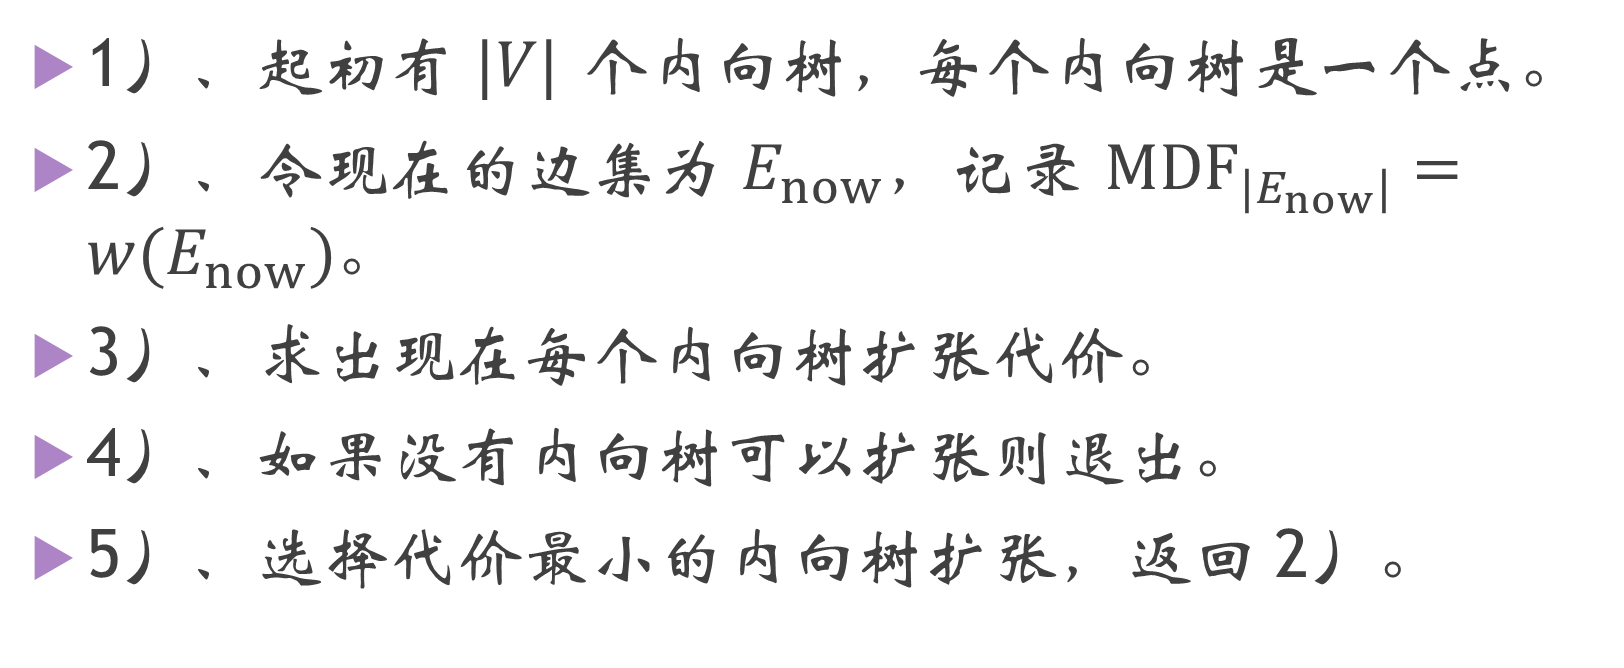 ▶1）、起初有 |V| 个内向树，每个内向树是一个点。
▶2）、令现在的边集为 E_now，记录 MDF_|E_now| =
w(E_now)。
▶3）、求出现在每个内向树扩张代价。
▶4）、如果没有内向树可以扩张则退出。
▶5）、选择代价最小的内向树扩张，返回 2）。